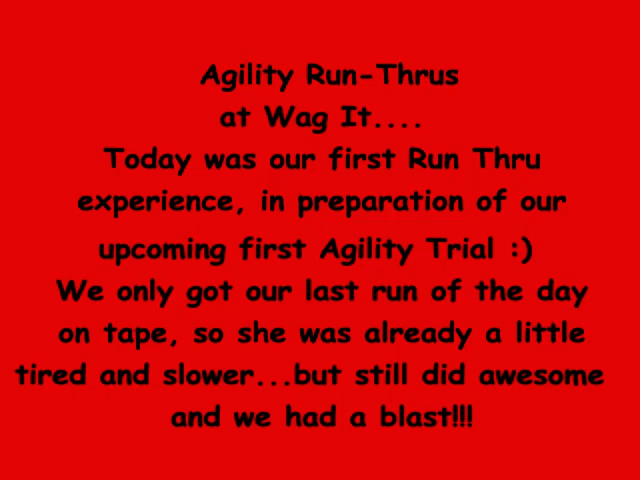 Agility Run-Thrus
at Wag It....
Today was our first Run Thru
experience, in preparation of our
upcoming first Agility Trial :)
We only got our last run of the day
on tape, so she was already a little
tired and slower...but still did awesome
and we had a blast!!!